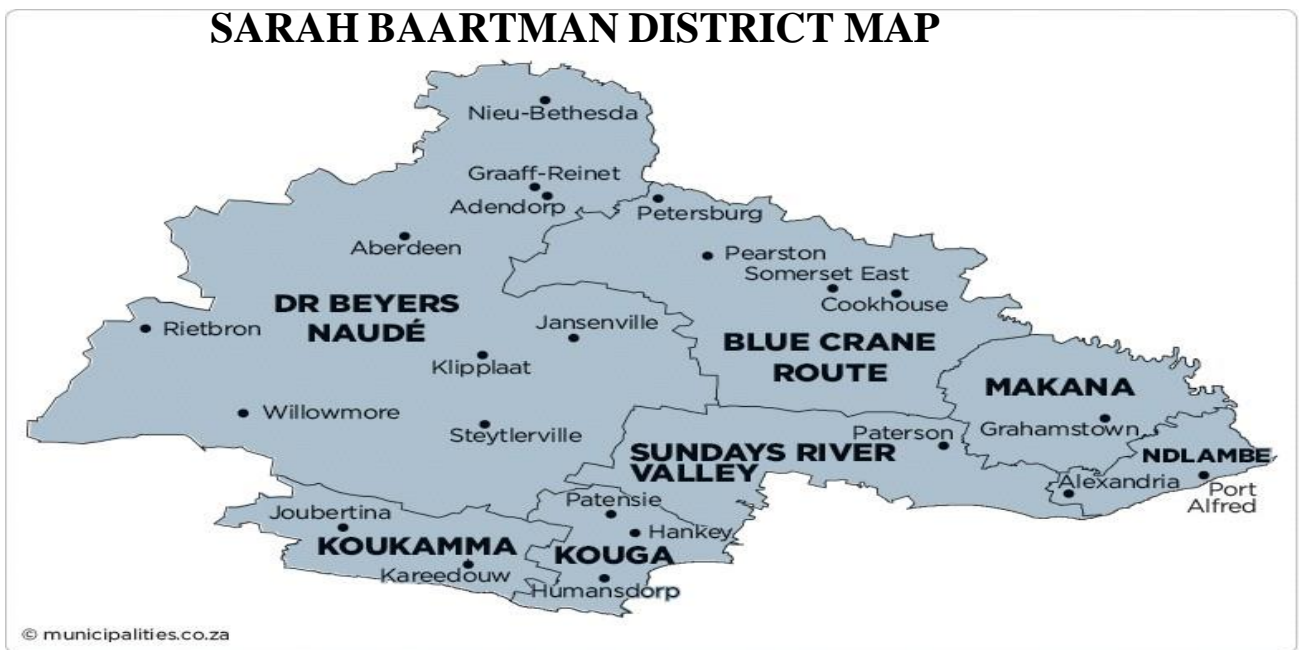 SARAH BAARTMAN DISTRICT MAP
Nieu-Bethesda
Graaff-Reinet
Adendorp
Petersburg
Aberdeen
Pearston
Somerset East
Cookhouse
DR BEYERS
NAUDÉ
Rietbron
Jansenville
BLUE CRANE
ROUTE
Klipplaat
MAKANA
Willowmore
Steytlerville
Grahamstown
Paterson
SUNDAYS RIVER
VALLEY
NDLAMBE
Alexandria
Port
Alfred
Patensie
Joubertina
Hankey
KOUKAMMA
KOUGA
Kareedouw
Humansdorp
© municipalities.co.za